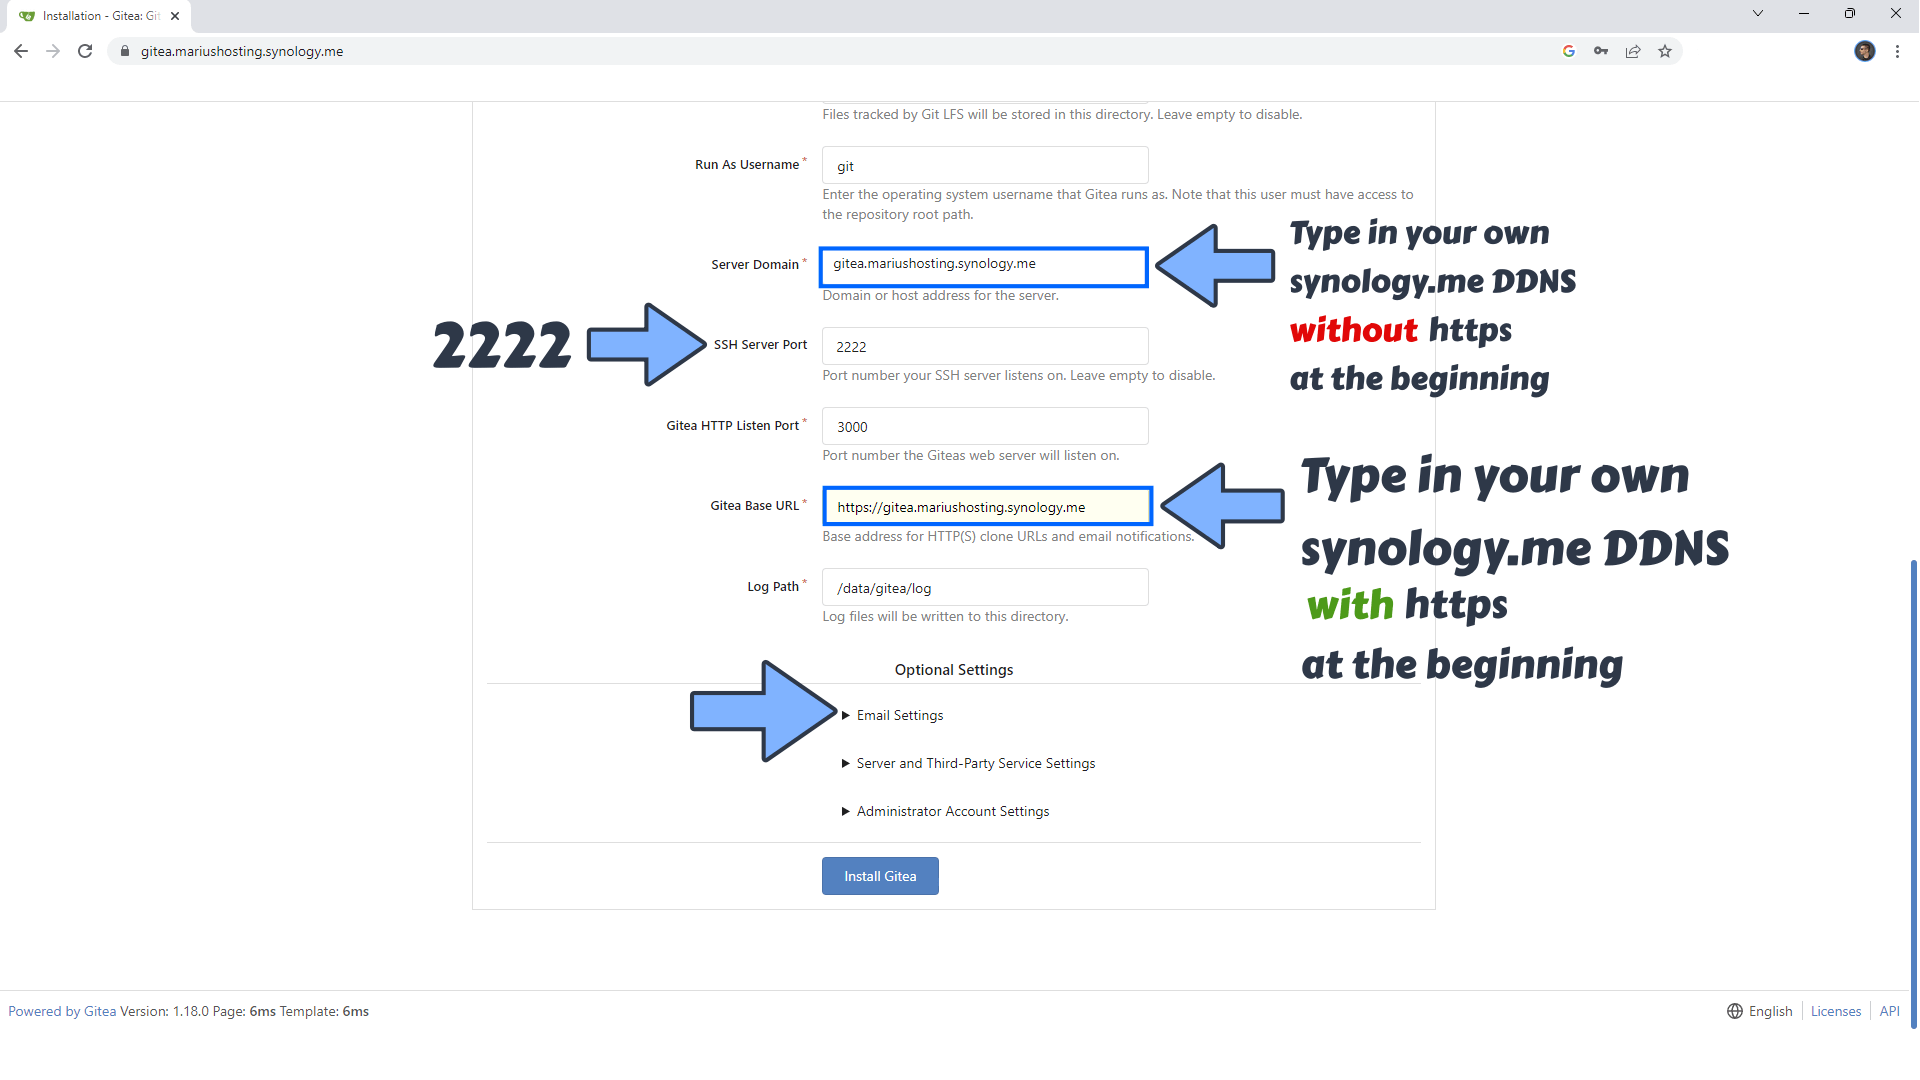 Installation - Gitea: Git
gitea.mariushosting.synology.me
Files tracked by Git LFS will be stored in this directory. Leave empty to disable.
Run As Username*
git
Enter the operating system username that Gitea runs as. Note that this user must have access to
the repository root path.
Server Domain*
gitea.mariushosting.synology.me
Domain or host address for the server.
Type in your own
synology.me DDNS
without https
at the beginning
2222
SSH Server Port
2222
Port number your SSH server listens on. Leave empty to disable.
Gitea HTTP Listen Port*
3000
Port number the Giteas web server will listen on.
Gitea Base URL*
https://gitea.mariushosting.synology.me
Base address for HTTP(S) clone URLs and email notifications.
Type in your own
synology.me DDNS
with https
at the beginning
Log Path*
/data/gitea/log
Log files will be written to this directory.
Optional Settings
Email Settings
Server and Third-Party Service Settings
Administrator Account Settings
Install Gitea
Powered by Gitea Version: 1.18.0 Page: 6ms Template: 6ms
English
Licenses
API